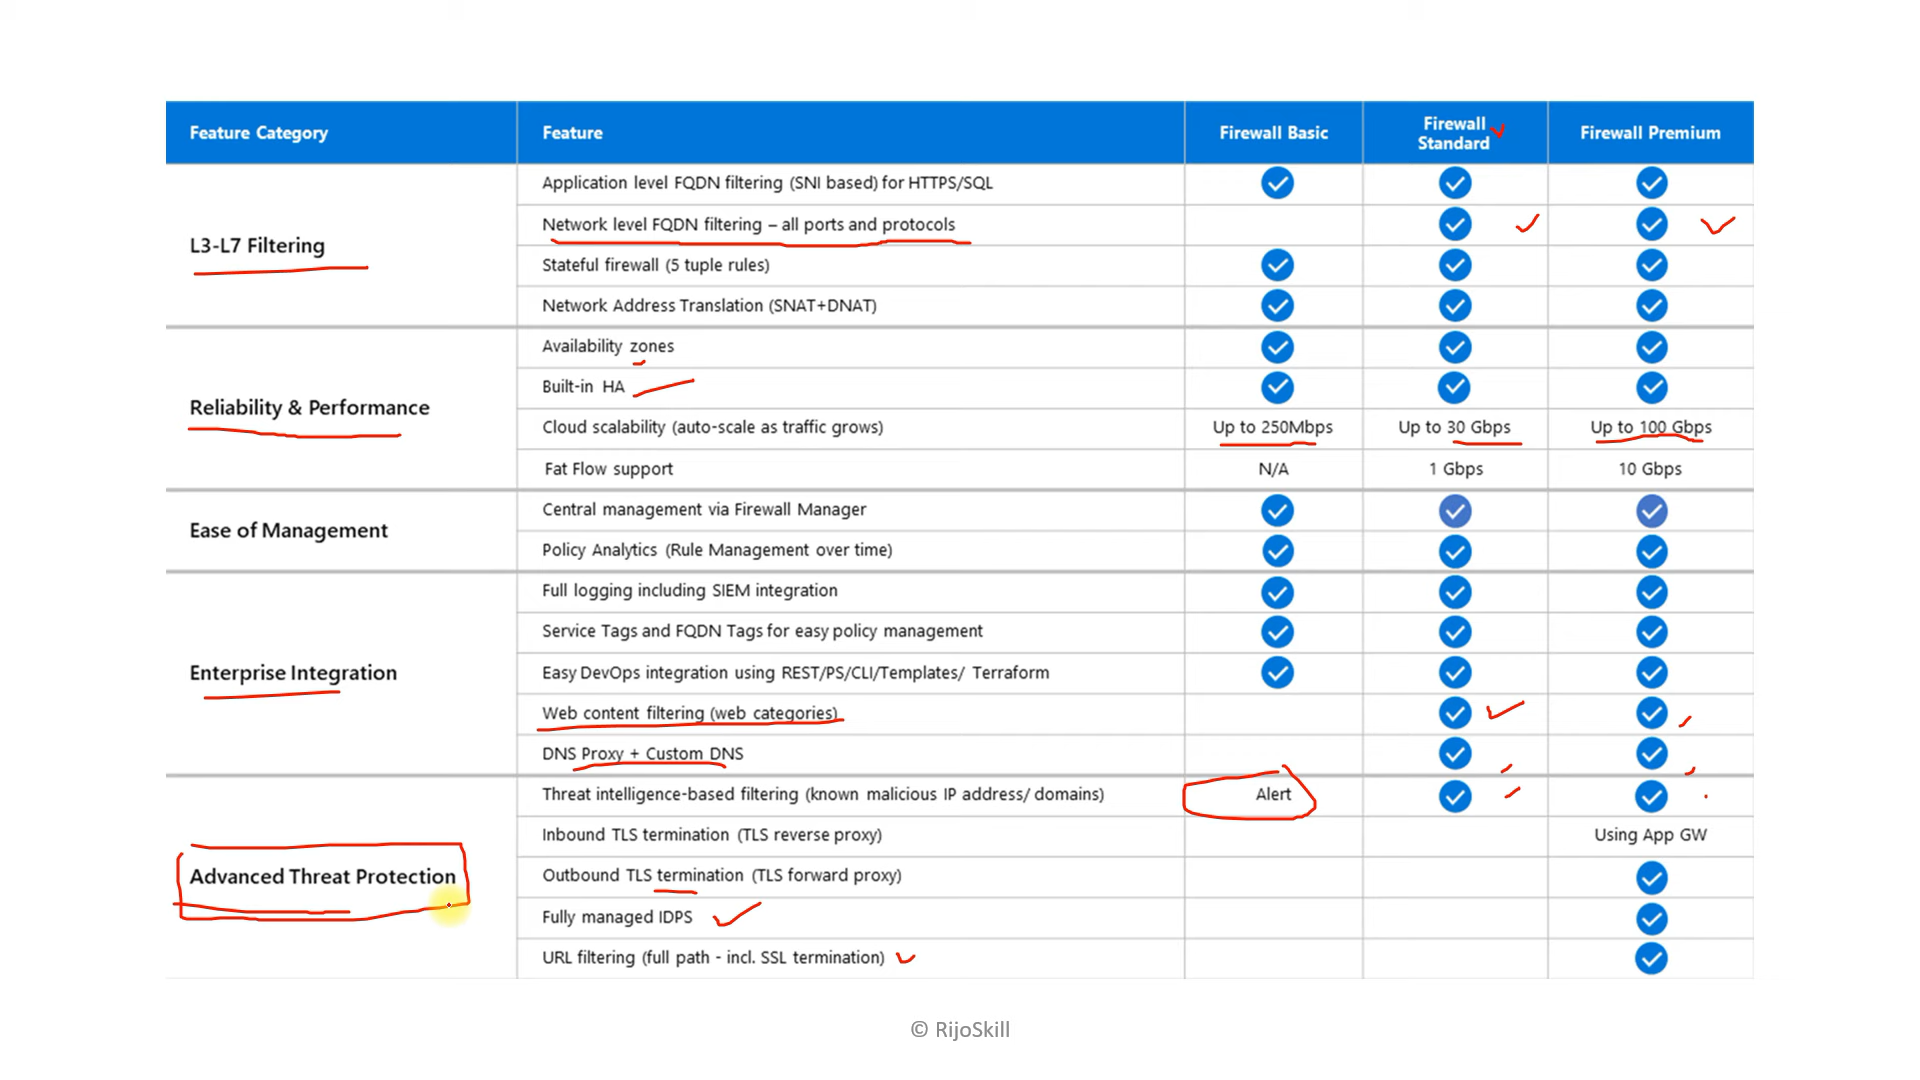 Feature Category Feature Firewall Basic Firewall Standard Firewall Premium
L3-L7 Filtering
Application level FQDN filtering (SNI based) for HTTPS/SQL
Network level FQDN filtering – all ports and protocols
Stateful firewall (5 tuple rules)
Network Address Translation (SNAT+DNAT)
Reliability & Performance
Availability zones
Built-in HA
Cloud scalability (auto-scale as traffic grows) Up to 250Mbps Up to 30 Gbps Up to 100 Gbps
Fat Flow support N/A 1 Gbps 10 Gbps
Ease of Management
Central management via Firewall Manager
Policy Analytics (Rule Management over time)
Enterprise Integration
Full logging including SIEM integration
Service Tags and FQDN Tags for easy policy management
Easy DevOps integration using REST/PS/CLI/Templates/ Terraform
Web content filtering (web categories)
DNS Proxy + Custom DNS
Advanced Threat Protection
Threat intelligence-based filtering (known malicious IP address/ domains) Alert
Inbound TLS termination (TLS reverse proxy) Using App GW
Outbound TLS termination (TLS forward proxy)
Fully managed IDPS
URL filtering (full path - incl. SSL termination)
© RijoSkill